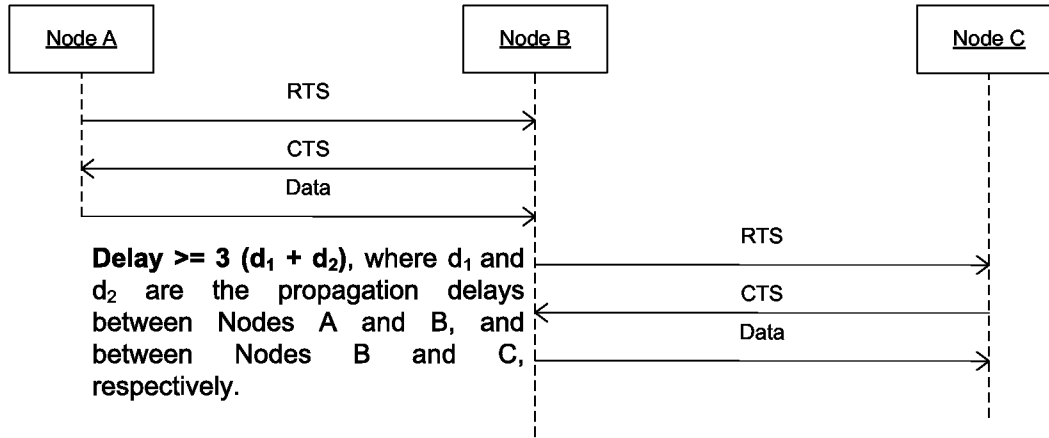 Node A
Node B
Node C
RTS
CTS
Data
Delay >= 3 (d₁ + d₂), where d₁ and
d₂ are the propagation delays
between Nodes A and B, and
between Nodes B and C,
respectively.
RTS
CTS
Data